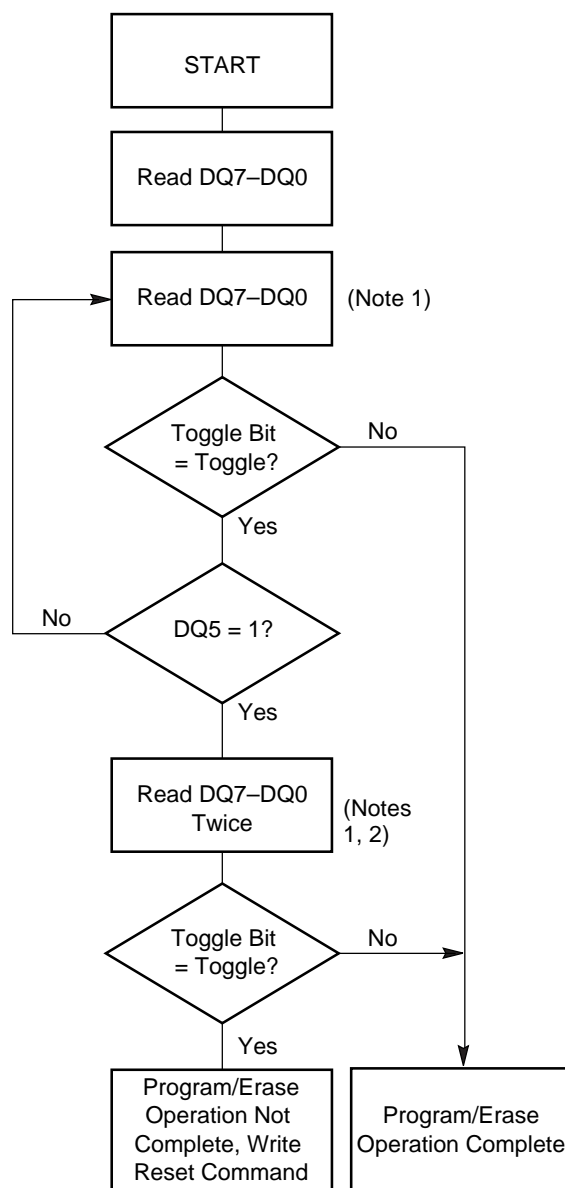 START
Read DQ7–DQ0
Read DQ7–DQ0
(Note 1)
Toggle Bit
= Toggle?
No
Yes
No
DQ5 = 1?
Yes
Read DQ7–DQ0
Twice
(Notes
1, 2)
Toggle Bit
= Toggle?
No
Yes
Program/Erase
Operation Not
Complete, Write
Reset Command
Program/Erase
Operation Complete